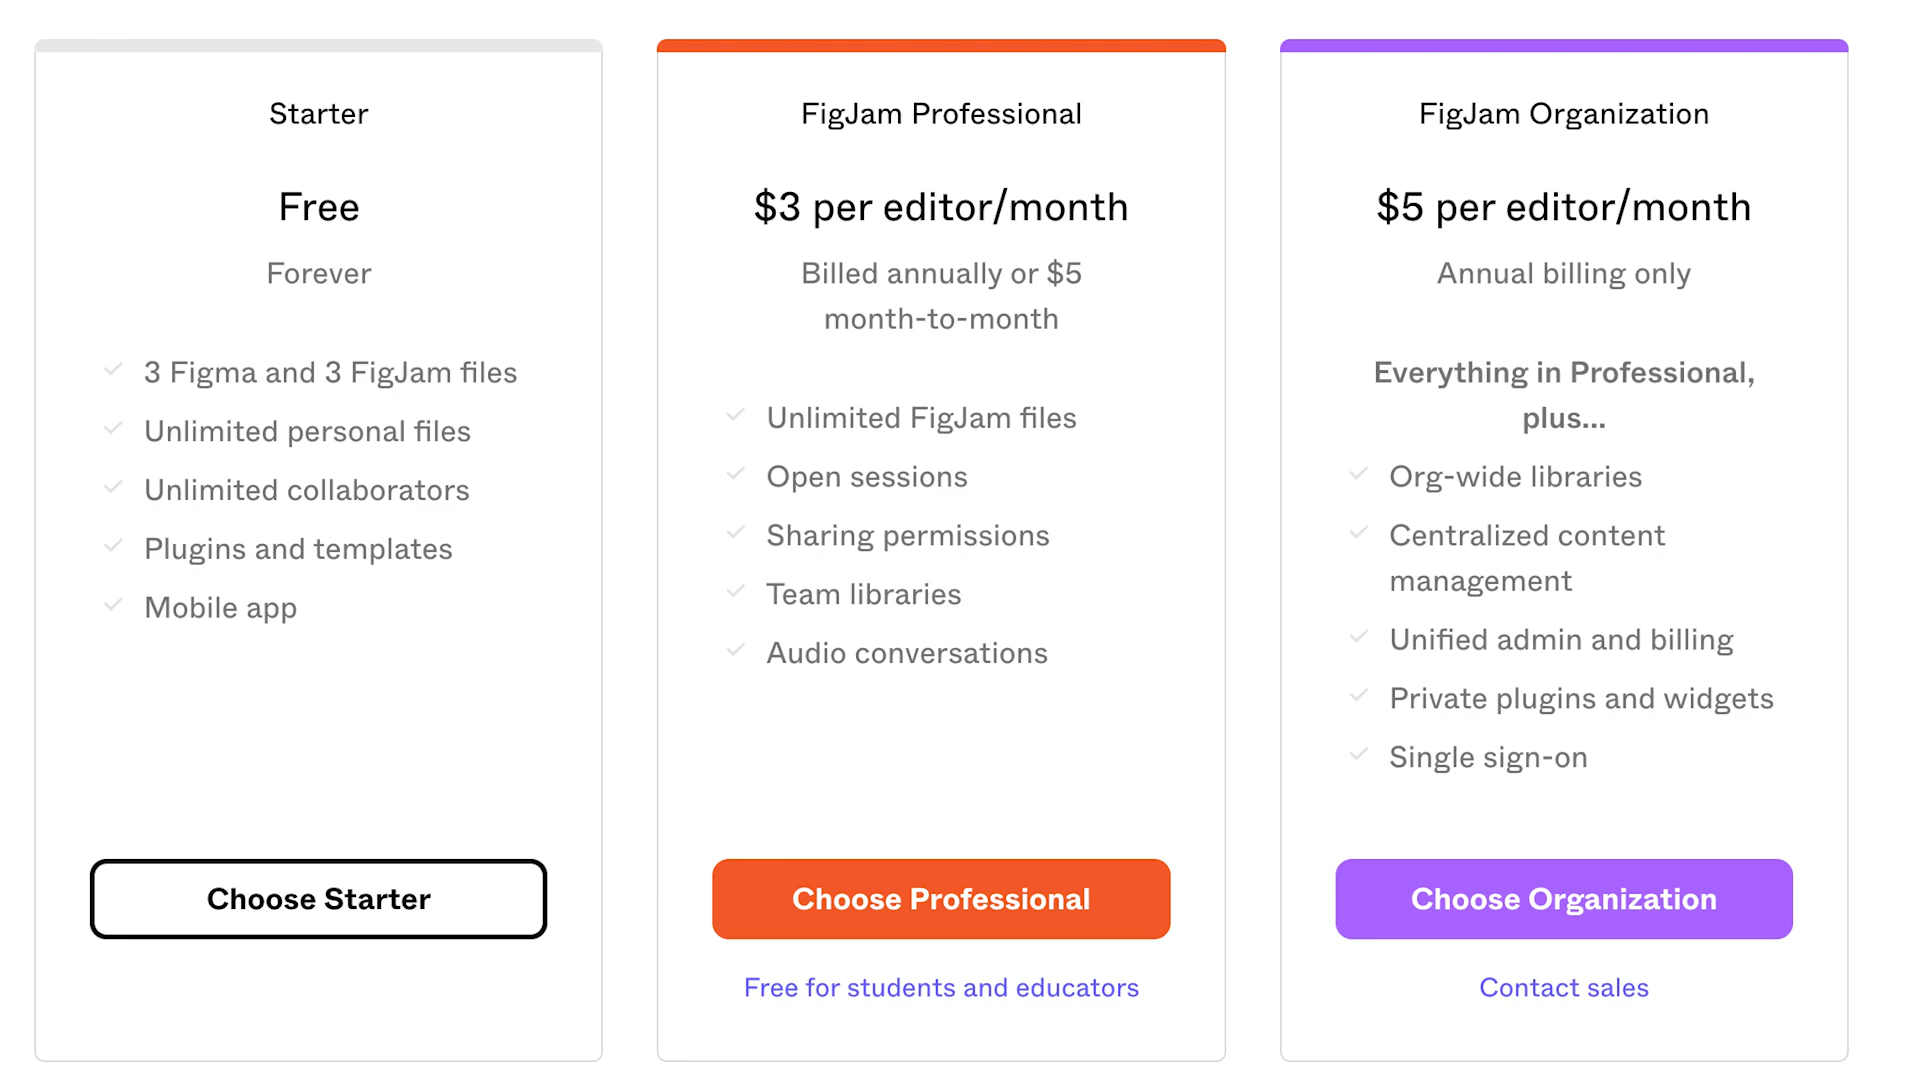 Starter
Free
Forever
3 Figma and 3 FigJam files
Unlimited personal files
Unlimited collaborators
Plugins and templates
Mobile app
Choose Starter
FigJam Professional
$3 per editor/month
Billed annually or $5
month-to-month
Unlimited FigJam files
Open sessions
Sharing permissions
Team libraries
Audio conversations
Choose Professional
Free for students and educators
FigJam Organization
$5 per editor/month
Annual billing only
Everything in Professional,
plus...
Org-wide libraries
Centralized content
management
Unified admin and billing
Private plugins and widgets
Single sign-on
Choose Organization
Contact sales